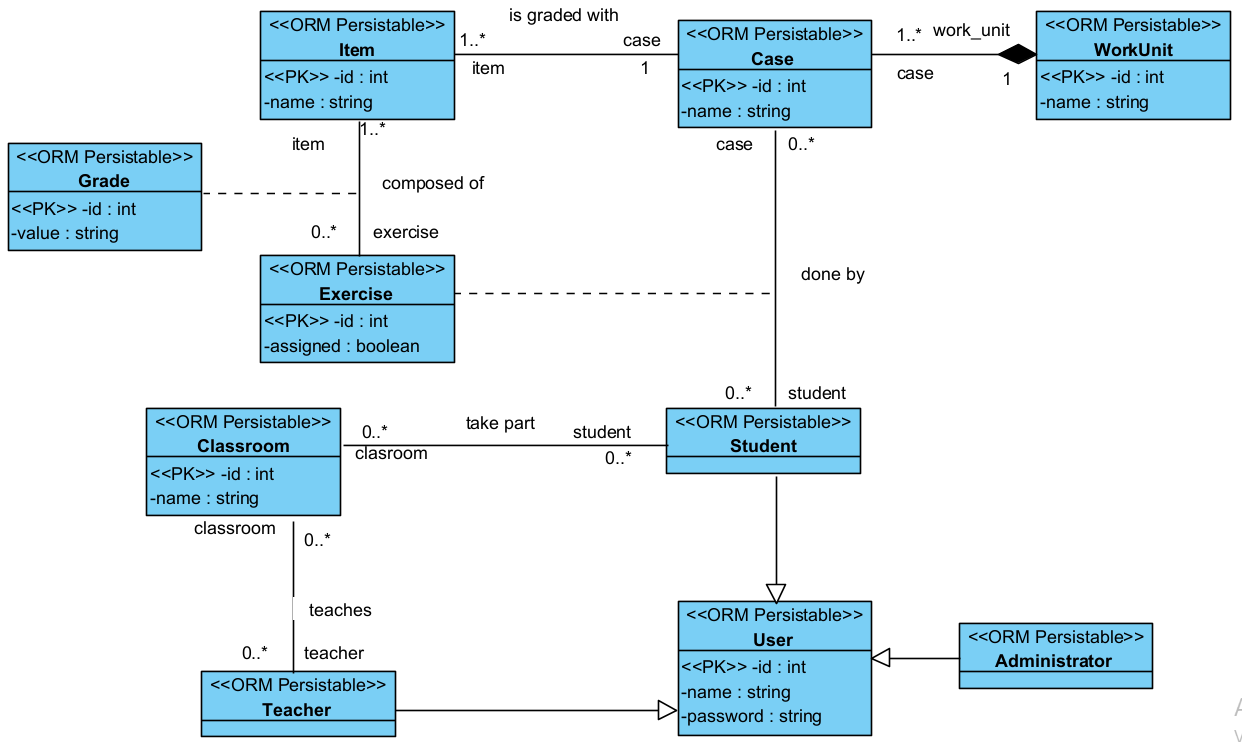 <<ORM Persistable>>
Item
<<PK>> -id : int
-name : string
is graded with
1..*
item
case
1
<<ORM Persistable>>
Case
<<PK>> -id : int
-name : string
1..*
work_unit
case
1
<<ORM Persistable>>
WorkUnit
<<PK>> -id : int
-name : string
1..*
item
<<ORM Persistable>>
Grade
<<PK>> -id : int
-value : string
composed of
0..*
exercise
case
0..*
<<ORM Persistable>>
Exercise
<<PK>> -id : int
-assigned : boolean
done by
0..*
student
<<ORM Persistable>>
Classroom
<<PK>> -id : int
-name : string
0..*
clasroom
take part
student
0..*
<<ORM Persistable>>
Student
classroom
0..*
teaches
0..*
teacher
<<ORM Persistable>>
Teacher
<<ORM Persistable>>
User
<<PK>> -id : int
-name : string
-password : string
<<ORM Persistable>>
Administrator